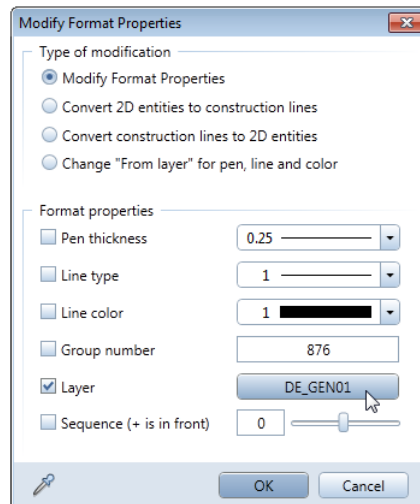 Modify Format Properties
Type of modification
Modify Format Properties
Convert 2D entities to construction lines
Convert construction lines to 2D entities
Change "From layer" for pen, line and color
Format properties
Pen thickness 0.25
Line type 1
Line color 1
Group number 876
Layer DE_GEN01
Sequence (+ is in front) 0
OK Cancel